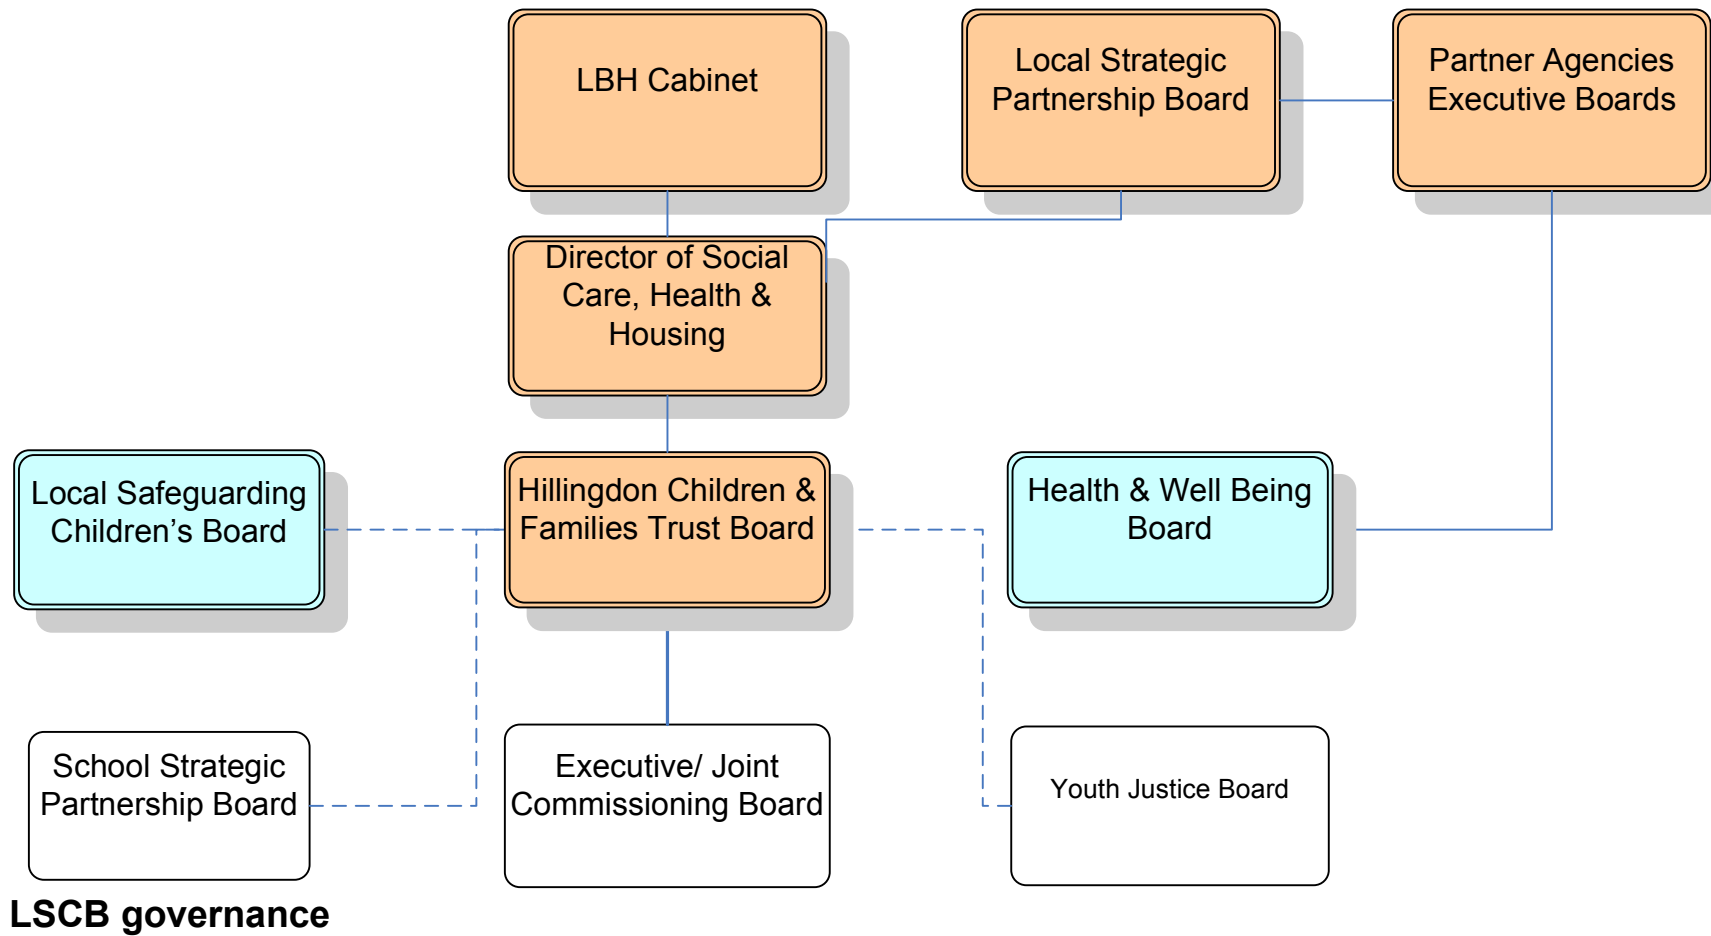 LBH Cabinet
Local Strategic
Partnership Board
Partner Agencies
Executive Boards
Director of Social
Care, Health &
Housing
Local Safeguarding
Children’s Board
Hillingdon Children &
Families Trust Board
Health & Well Being
Board
School Strategic
Partnership Board
Executive/ Joint
Commissioning Board
Youth Justice Board
LSCB governance